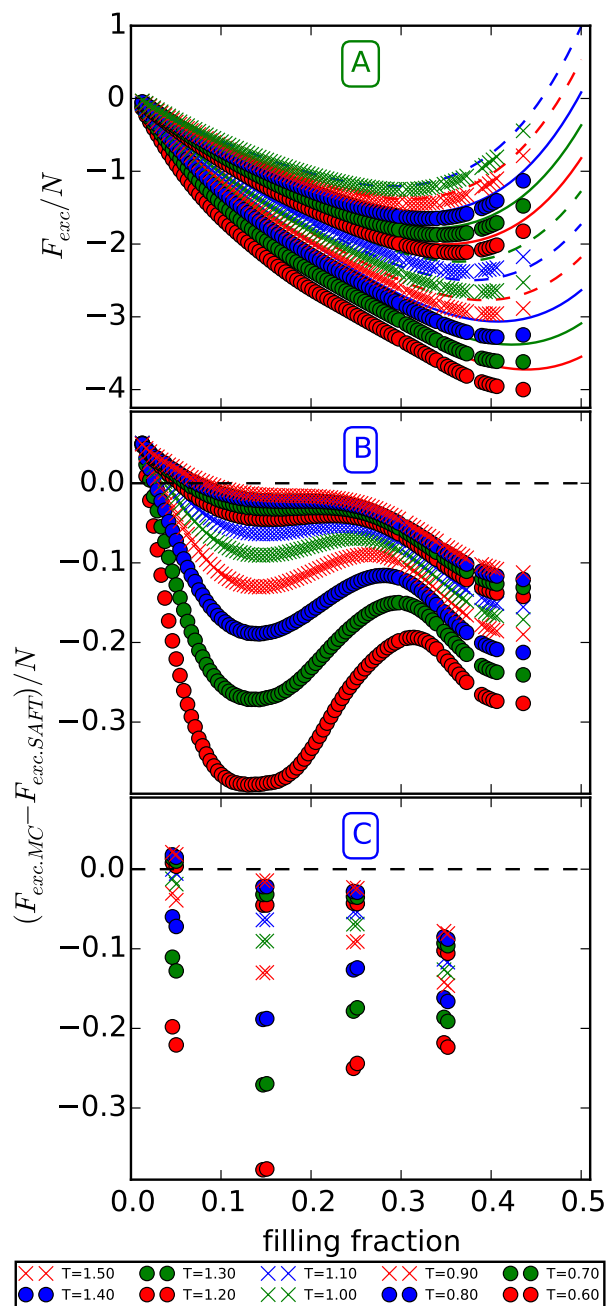 1
A
0
−1
−2
−3
−4
F_exc/N
B
0.0
−0.1
−0.2
−0.3
(F_exc.MC−F_exc.SAFT)/N
C
0.0
−0.1
−0.2
−0.3
0.0 0.1 0.2 0.3 0.4 0.5
filling fraction
T=1.50 T=1.30 T=1.10 T=0.90 T=0.70
T=1.40 T=1.20 T=1.00 T=0.80 T=0.60